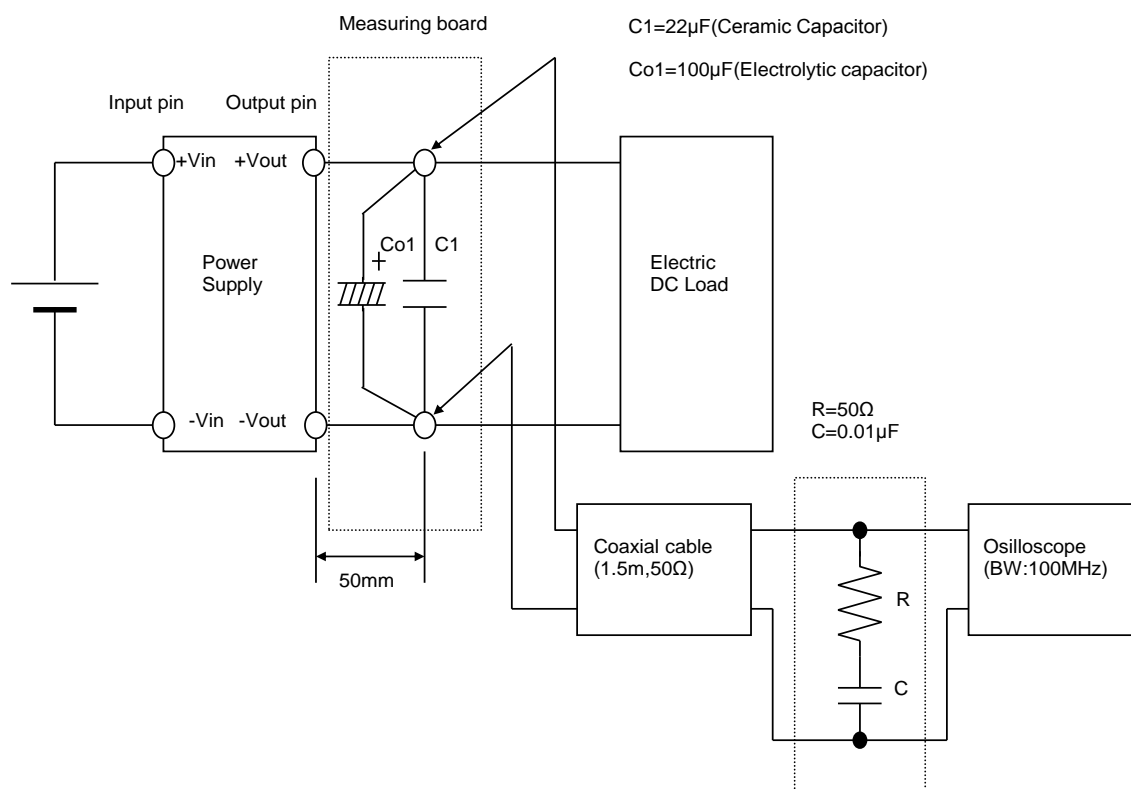 Measuring board
C1=22µF(Ceramic Capacitor)
Co1=100µF(Electrolytic capacitor)
Input pin
Output pin
+Vin
+Vout
Co1
C1
+
Power
Supply
Electric
DC Load
-Vin
-Vout
R=50Ω
C=0.01µF
50mm
Coaxial cable
(1.5m,50Ω)
R
C
Osilloscope
(BW:100MHz)